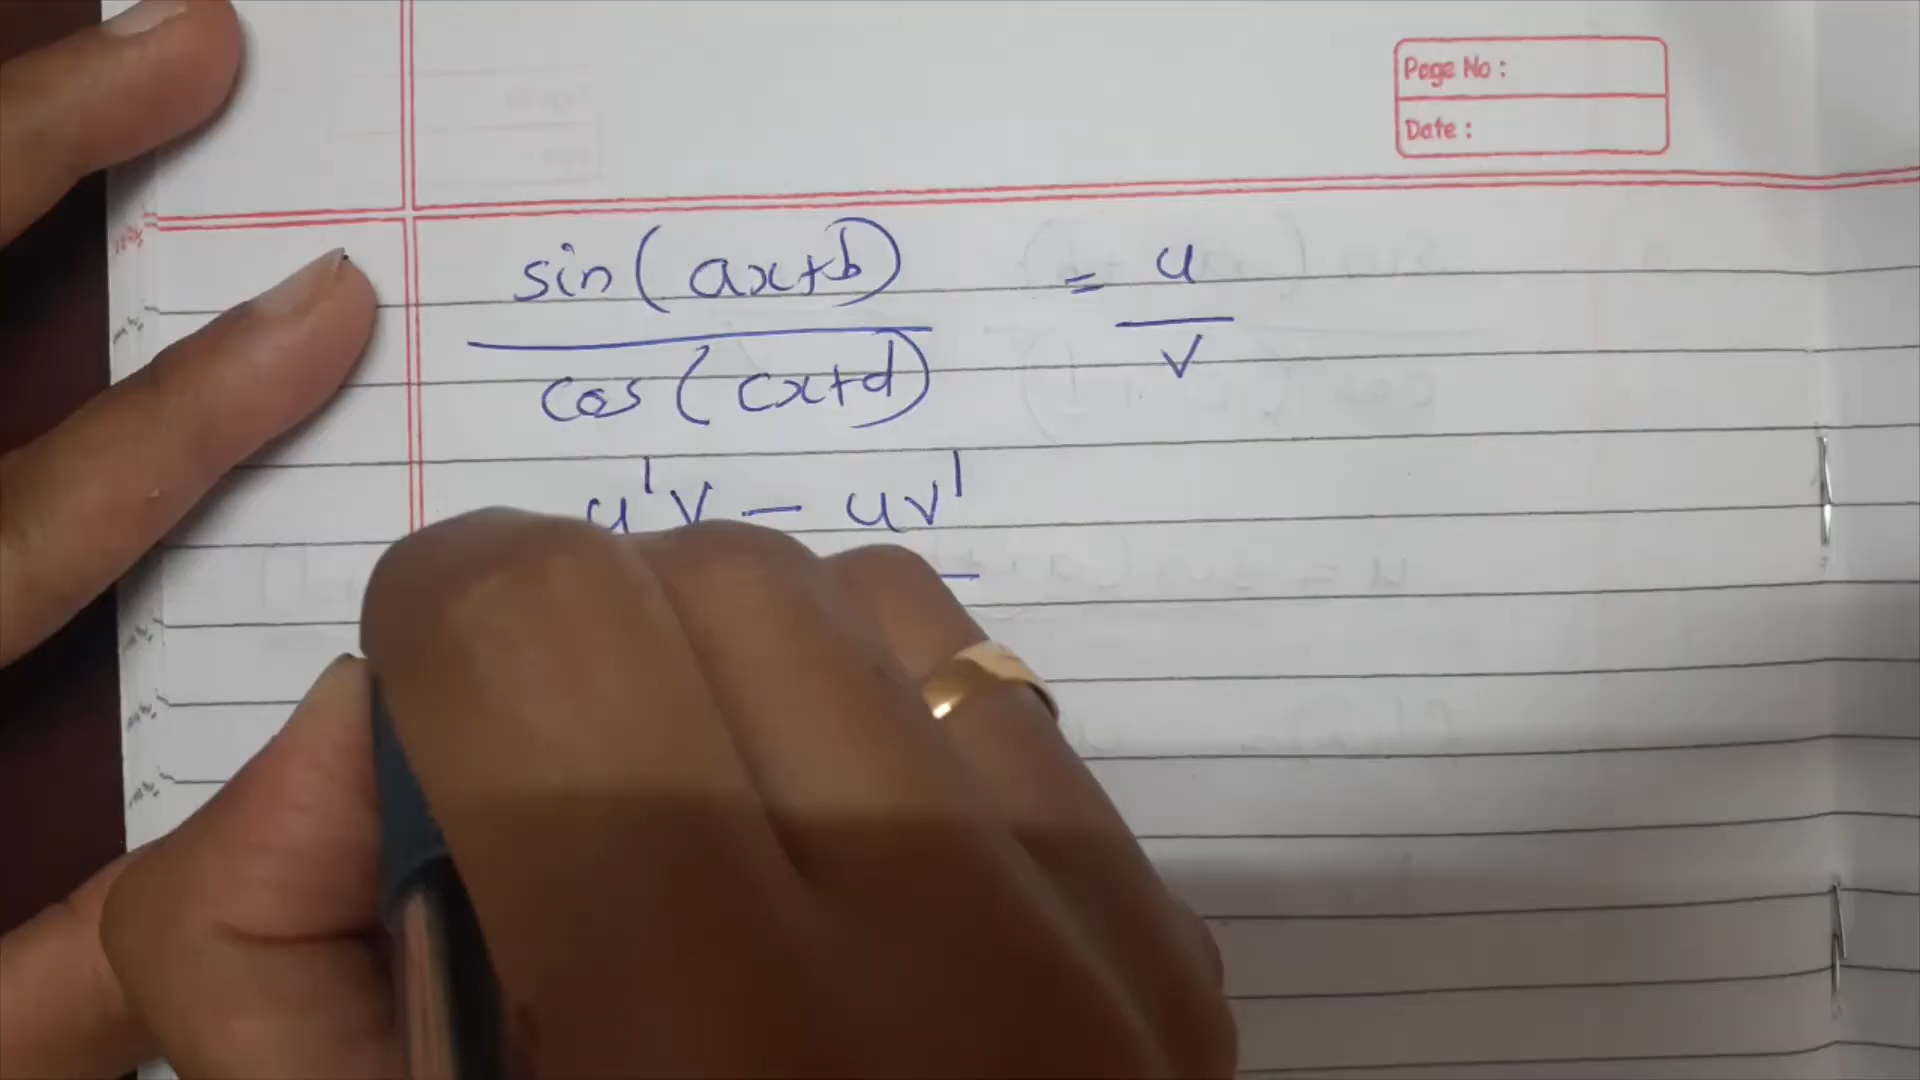 Page No :
Date :
sin(ax+b) = u
cos(cx+d) v
u'v - uv'